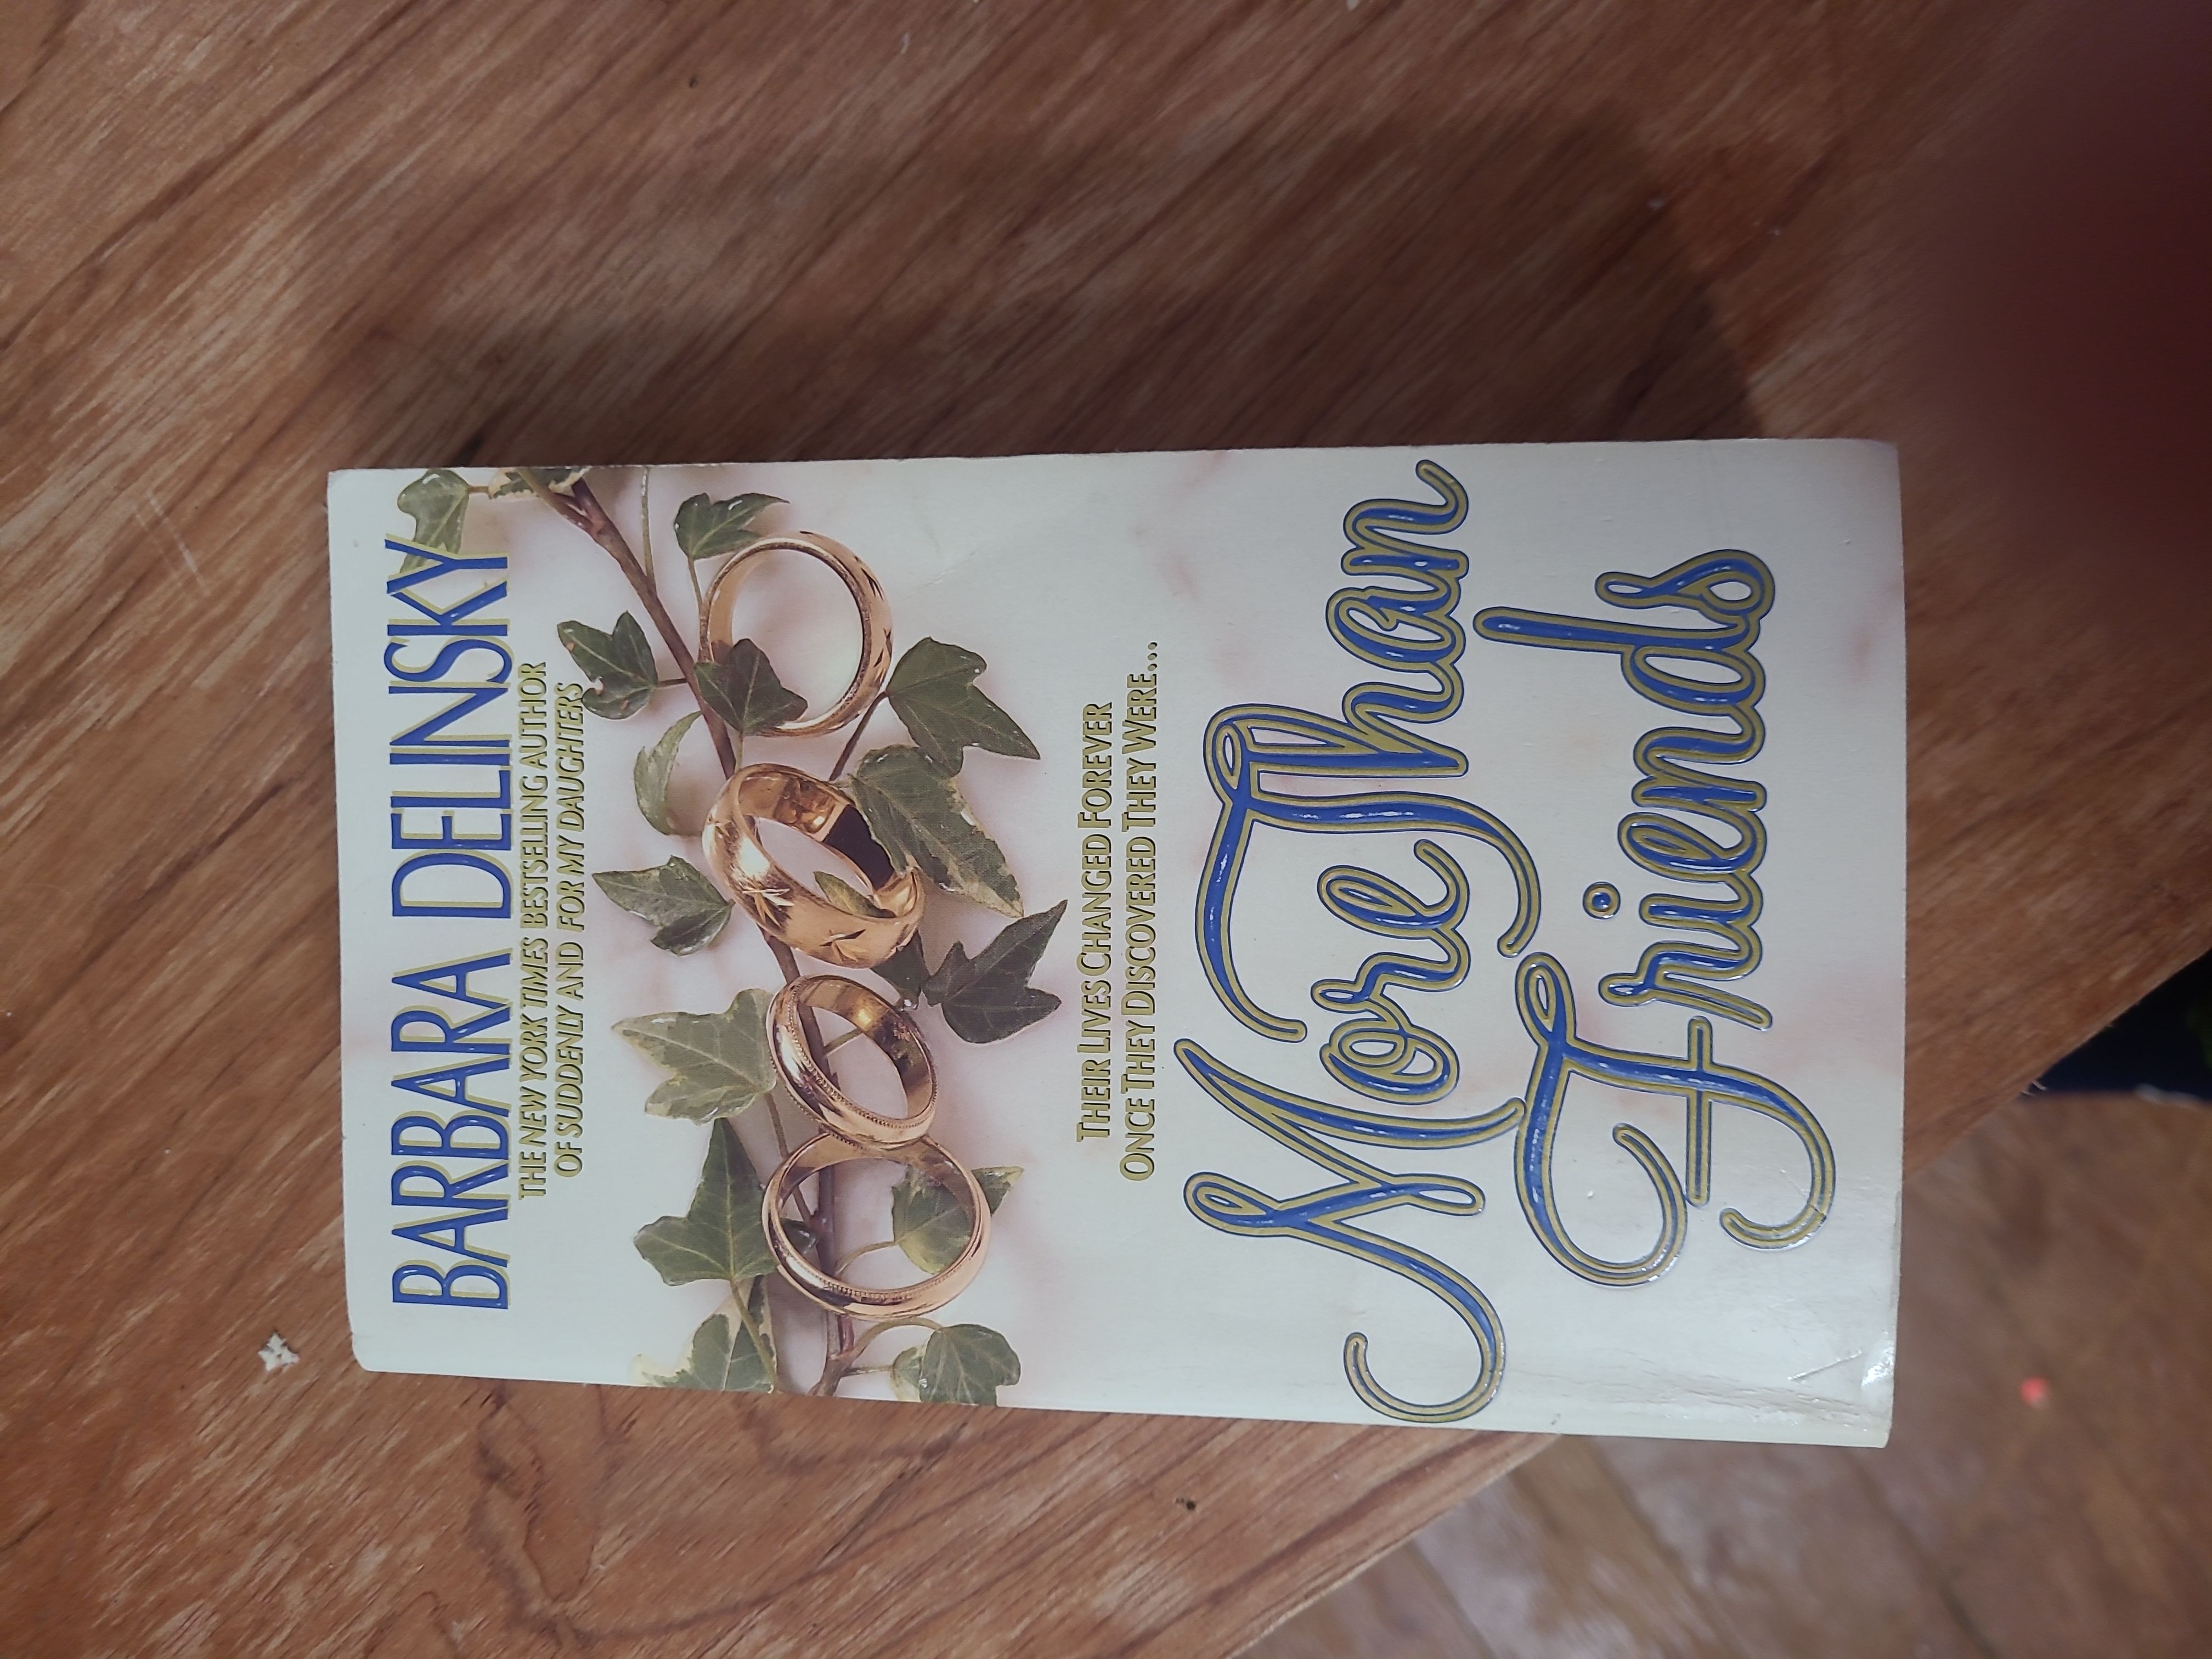 BARBARA DELINSKY
THE NEW YORK TIMES BESTSELLING AUTHOR
OF SUDDENLY AND FOR MY DAUGHTERS
THEIR LIVES CHANGED FOREVER
ONCE THEY DISCOVERED THEY WERE...
More Than
Friends